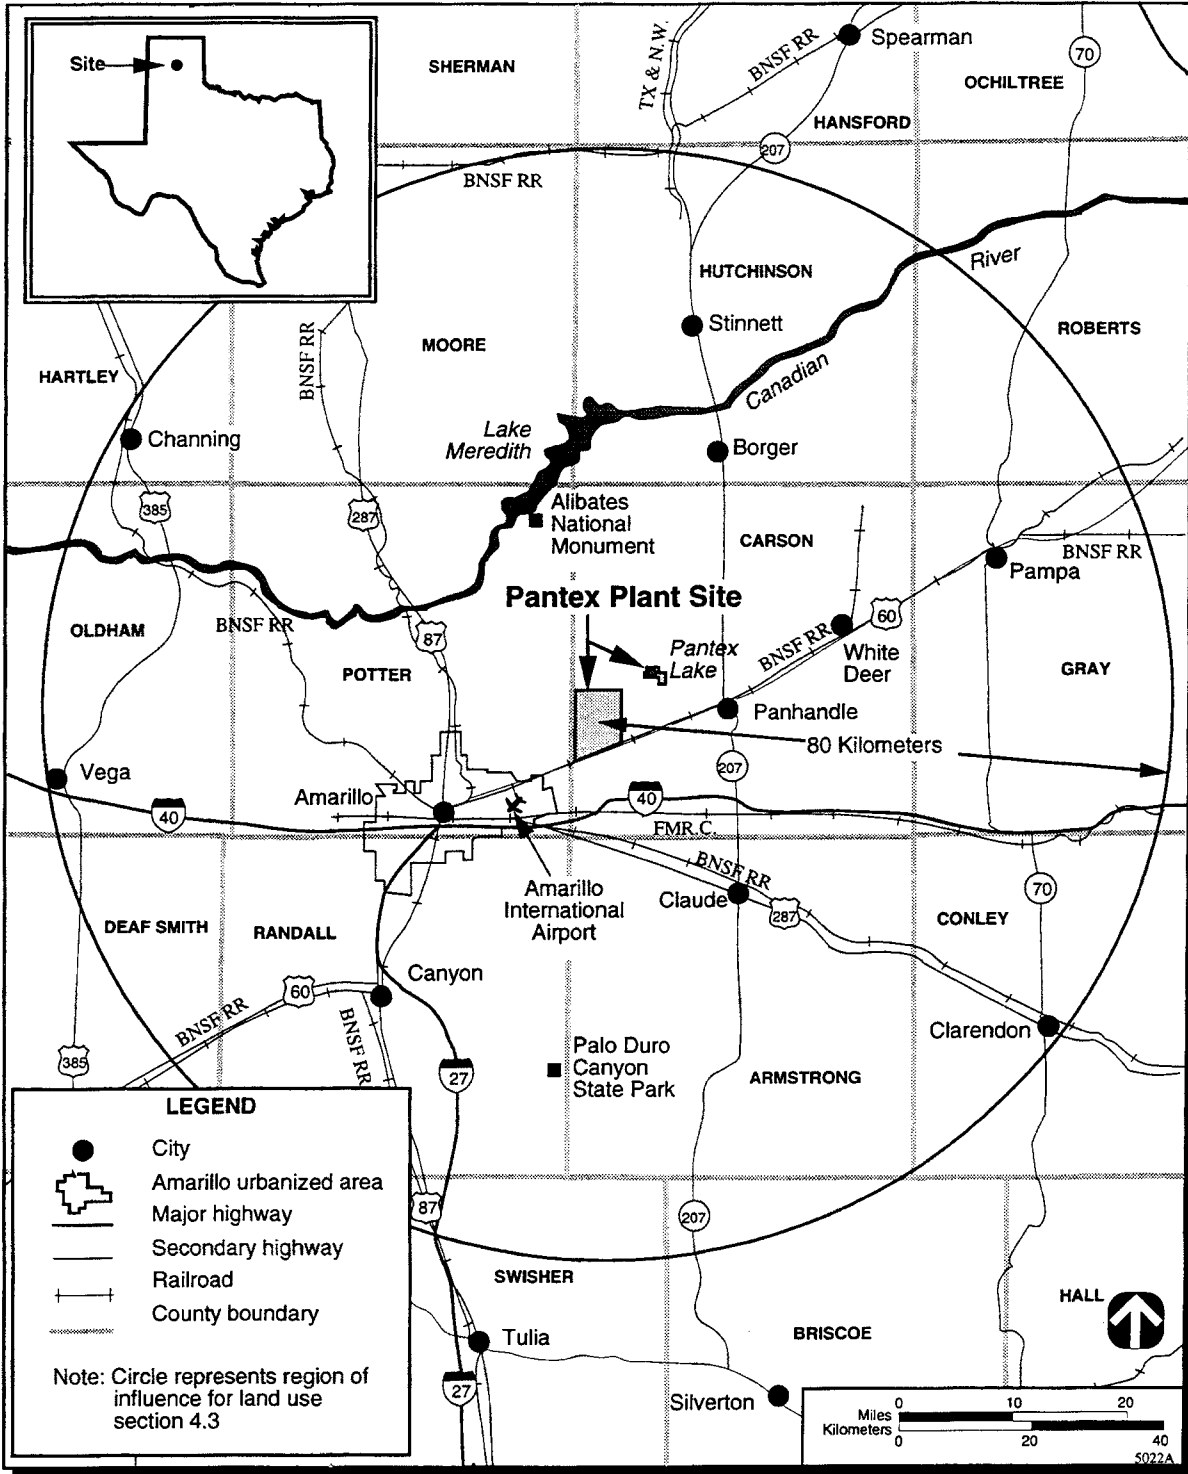 Site
SHERMAN
TX & N.W.
BNSF RR
Spearman
70
OCHILTREE
HANSFORD
207
BNSF RR
River
HUTCHINSON
Stinnett
ROBERTS
MOORE
BNSF RR
HARTLEY
Canadian
Channing
Lake
Meredith
Borger
385
287
Alibates
National
Monument
CARSON
BNSF RR
Pampa
Pantex Plant Site
60
OLDHAM
BNSF RR
87
BNSF RR
White
Deer
Pantex
Lake
POTTER
GRAY
Panhandle
80 Kilometers
Vega
207
Amarillo
40
40
FMR.C.
BNSF RR
Claude
287
70
Amarillo
International
Airport
CONLEY
DEAF SMITH
RANDALL
Canyon
60
BNSF RR
BNSF RR
Clarendon
385
27
Palo Duro
Canyon
State Park
ARMSTRONG
LEGEND
City
Amarillo urbanized area
Major highway
Secondary highway
Railroad
County boundary
Note: Circle represents region of
influence for land use
section 4.3
87
207
SWISHER
HALL
Tulia
BRISCOE
27
Silverton
0 10 20
Miles
Kilometers
0 20 40
5022A